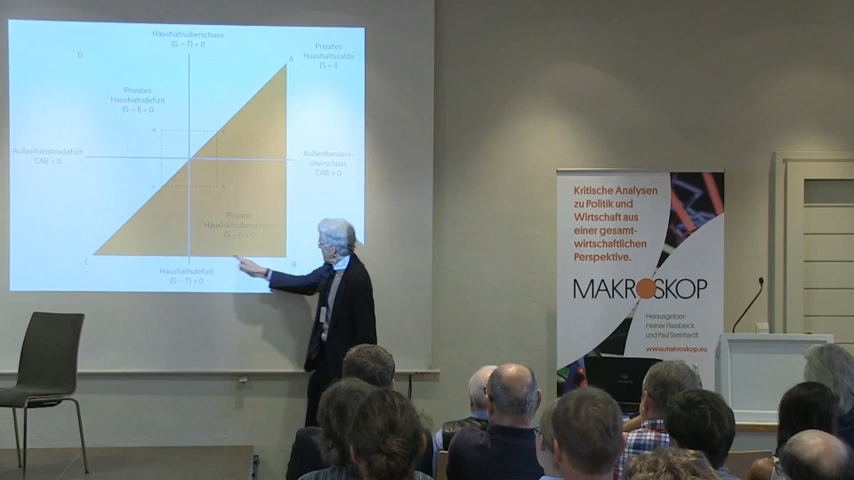 Haushaltsüberschuss
(G – T) < 0
D
A
Privates
Haushaltssaldo
(S = I)
Privates
Haushaltsdefizit
(S – I) < 0
Außenhandelsdefizit
CAB < 0
Außenhandels-
überschuss
CAB > 0
Privater
Haushaltsüberschuss
(S – I) > 0
C
B
Haushaltsdefizit
(G – T) > 0
Kritische Analysen
zu Politik und
Wirtschaft aus
einer gesamt-
wirtschaftlichen
Perspektive.
MAKROSKOP
Herausgeber:
Heiner Flassbeck
und Paul Steinhardt
www.makroskop.eu